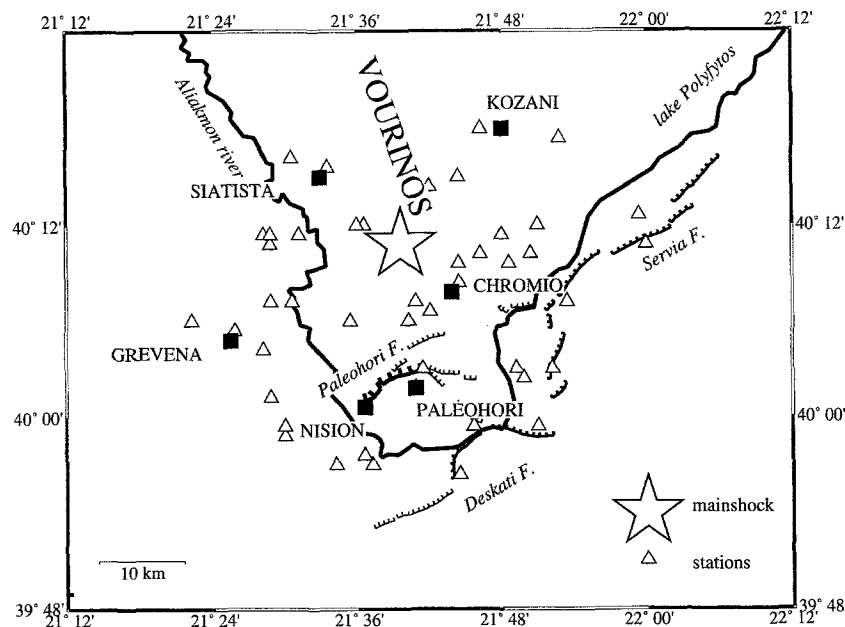 21° 12' 21° 24' 21° 36' 21° 48' 22° 00' 22° 12'
40° 12' 40° 12'
40° 00' 40° 00'
39° 48' 39° 48'
21° 12' 21° 24' 21° 36' 21° 48' 22° 00' 22° 12'
Aliakmon river
VOURINOS
KOZANI
lake Polyfytos
SIATISTA
Servia F.
CHROMIO
GREVENA
Paleohori F.
PALEOHORI
NISION
Deskati F.
mainshock
stations
10 km